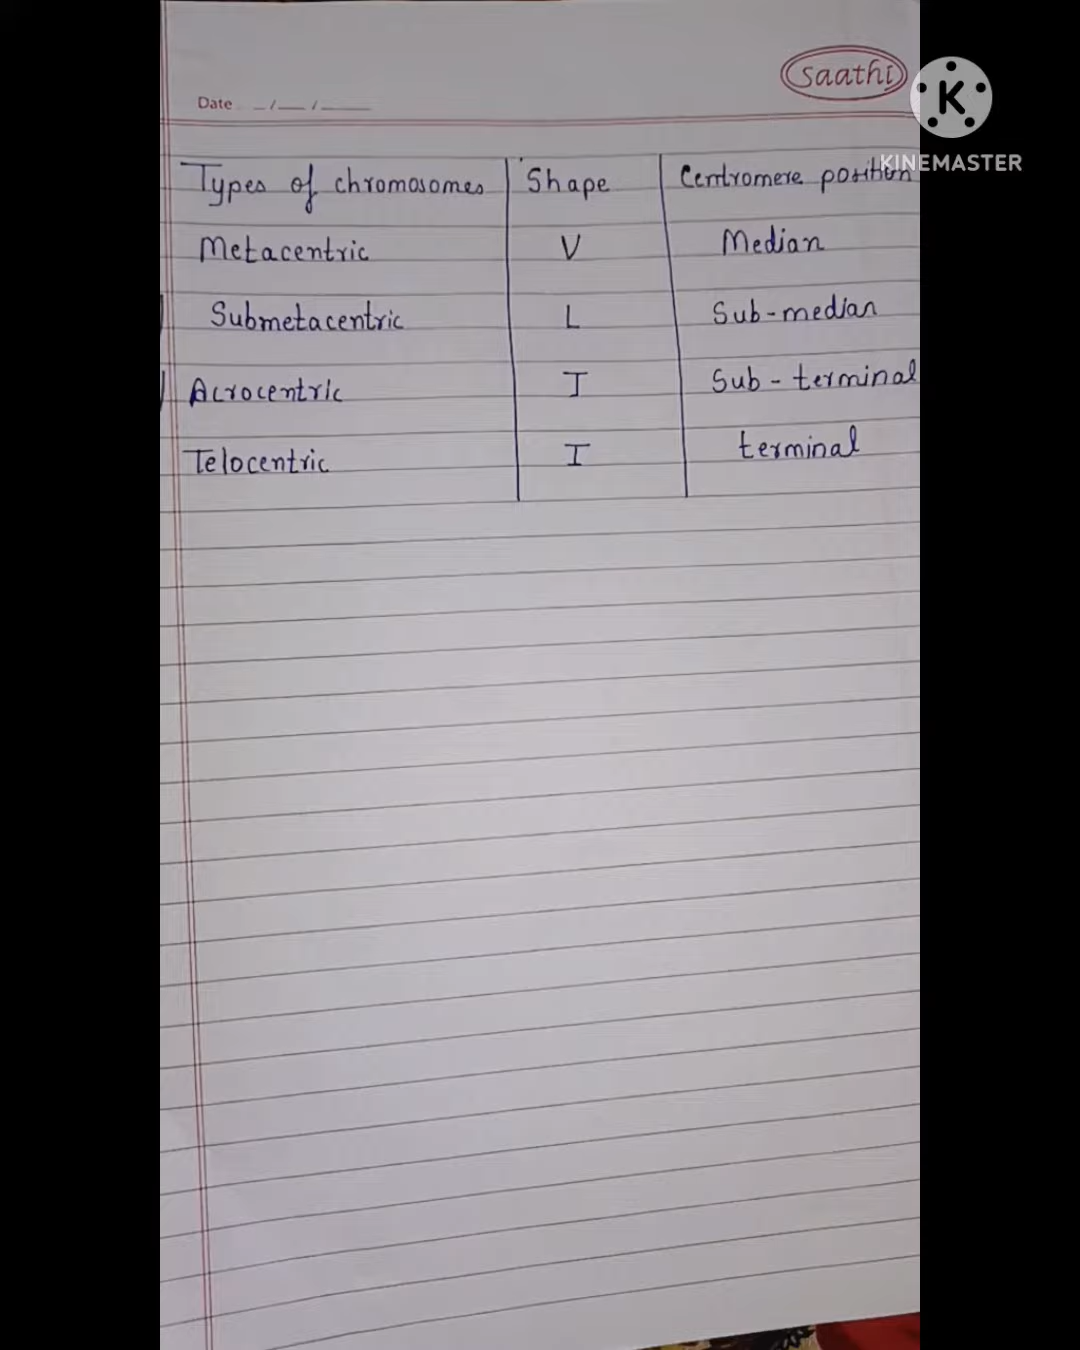 Saathi
Date __/__/____
KINEMASTER
Types of chromosomes Shape Centromere position
Metacentric V Median
Submetacentric L Sub-median
Acrocentric J Sub-terminal
Telocentric I terminal